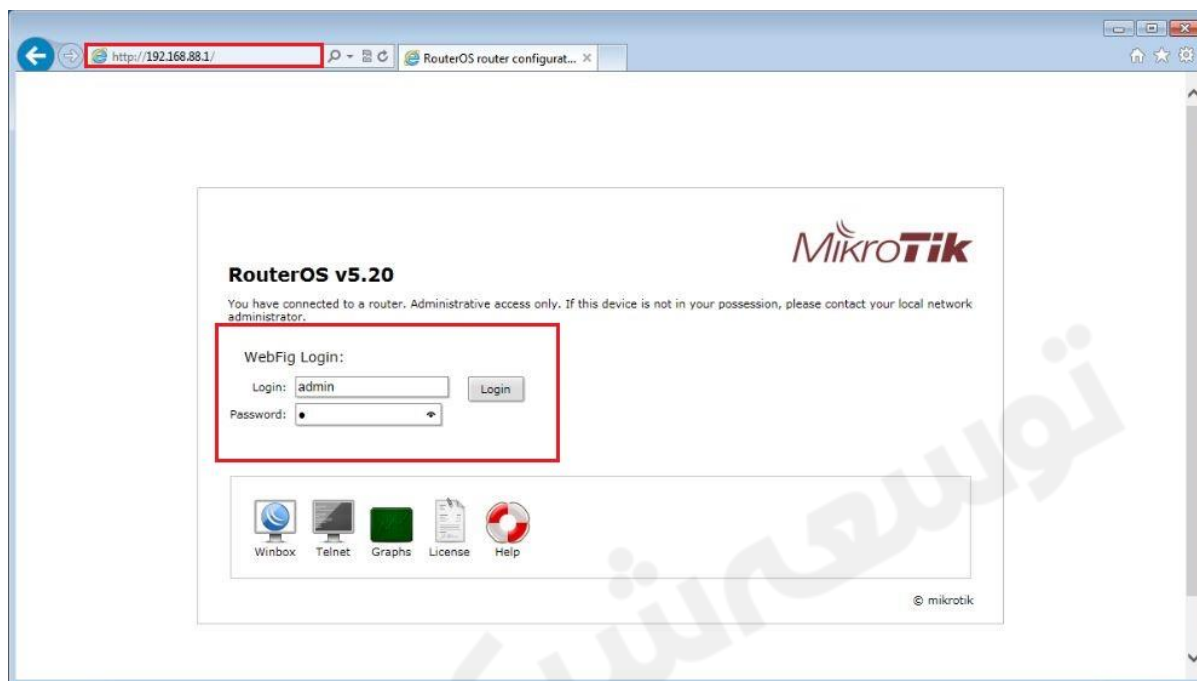 http://192.168.88.1/
RouterOS router configurat...
MikroTik
RouterOS v5.20
You have connected to a router. Administrative access only. If this device is not in your possession, please contact your local network
administrator.
WebFig Login:
Login: admin
Login
Password:
Winbox Telnet Graphs License Help
© mikrotik
توسعه شبکه